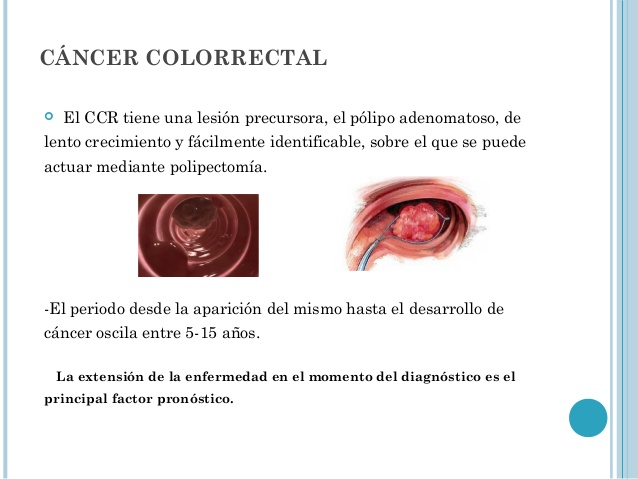 CÁNCER COLORRECTAL
El CCR tiene una lesión precursora, el pólipo adenomatoso, de
lento crecimiento y fácilmente identificable, sobre el que se puede
actuar mediante polipectomía.
-El periodo desde la aparición del mismo hasta el desarrollo de
cáncer oscila entre 5-15 años.
La extensión de la enfermedad en el momento del diagnóstico es el
principal factor pronóstico.